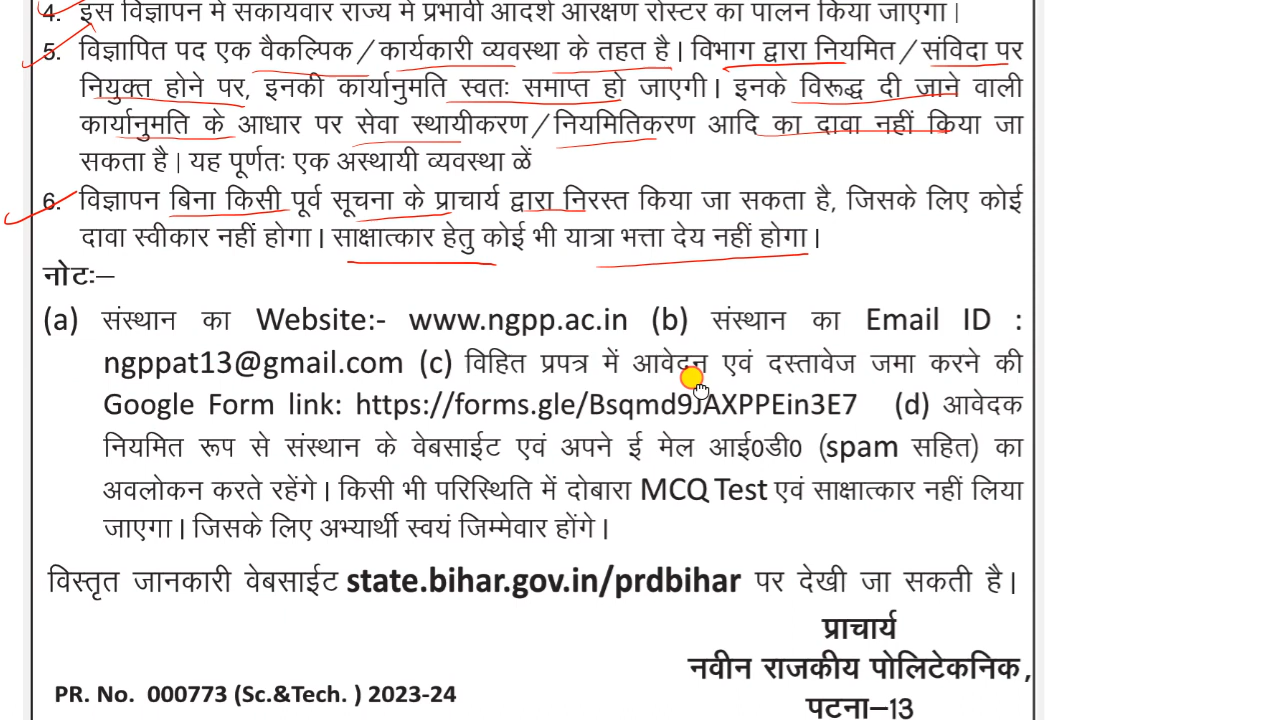 4. इस विज्ञापन में सकायवार राज्य में प्रभावी आदर्श आरक्षण रोस्टर का पालन किया जाएगा।
5. विज्ञापित पद एक वैकल्पिक/कार्यकारी व्यवस्था के तहत है। विभाग द्वारा नियमित/संविदा पर
नियुक्त होने पर, इनकी कार्यानुमति स्वतः समाप्त हो जाएगी। इनके विरूद्ध दी जाने वाली
कार्यानुमति के आधार पर सेवा स्थायीकरण/नियमितिकरण आदि का दावा नहीं किया जा
सकता है। यह पूर्णतः एक अस्थायी व्यवस्था ळें
6. विज्ञापन बिना किसी पूर्व सूचना के प्राचार्य द्वारा निरस्त किया जा सकता है, जिसके लिए कोई
दावा स्वीकार नहीं होगा। साक्षात्कार हेतु कोई भी यात्रा भत्ता देय नहीं होगा।
नोटः–
(a) संस्थान का Website:- www.ngpp.ac.in (b) संस्थान का Email ID :
ngppat13@gmail.com (c) विहित प्रपत्र में आवेदन एवं दस्तावेज जमा करने की
Google Form link: https://forms.gle/Bsqmd9JAXPPEin3E7 (d) आवेदक
नियमित रूप से संस्थान के वेबसाईट एवं अपने ई मेल आई0डी0 (spam सहित) का
अवलोकन करते रहेंगे। किसी भी परिस्थिति में दोबारा MCQ Test एवं साक्षात्कार नहीं लिया
जाएगा। जिसके लिए अभ्यार्थी स्वयं जिम्मेवार होंगे।
विस्तृत जानकारी वेबसाईट state.bihar.gov.in/prdbihar पर देखी जा सकती है।
प्राचार्य
नवीन राजकीय पोलिटेकनिक,
PR. No. 000773 (Sc.&Tech. ) 2023-24
पटना–13